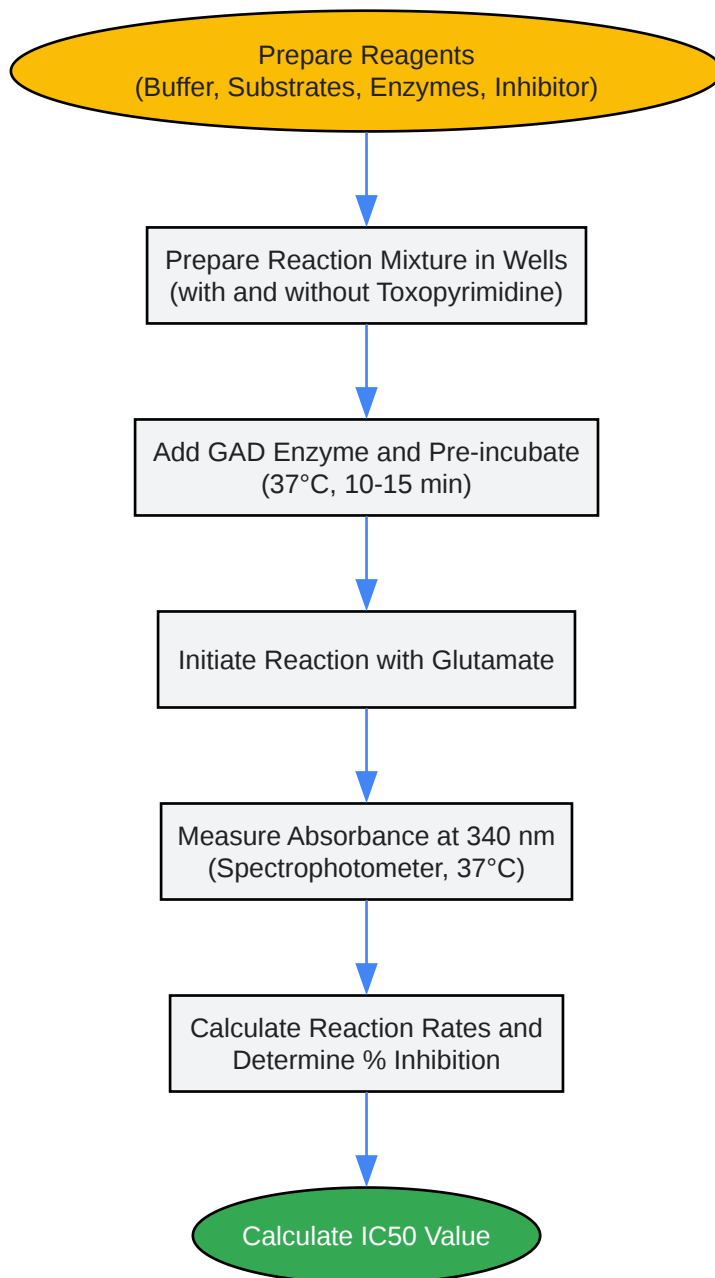 Prepare Reagents
(Buffer, Substrates, Enzymes, Inhibitor)
Prepare Reaction Mixture in Wells
(with and without Toxopyrimidine)
Add GAD Enzyme and Pre-incubate
(37°C, 10-15 min)
Initiate Reaction with Glutamate
Measure Absorbance at 340 nm
(Spectrophotometer, 37°C)
Calculate Reaction Rates and
Determine % Inhibition
Calculate IC50 Value